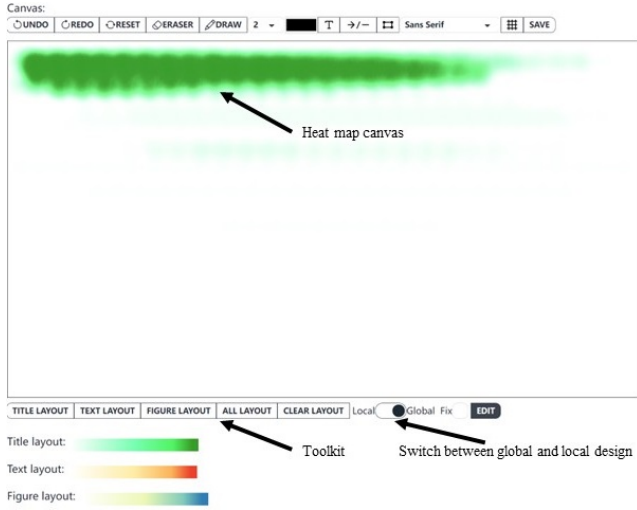 Canvas:
UNDO REDO RESET ERASER DRAW 2 T →/− Sans Serif SAVE
Heat map canvas
TITLE LAYOUT TEXT LAYOUT FIGURE LAYOUT ALL LAYOUT CLEAR LAYOUT Local Global Fix EDIT
Title layout:
Toolkit Switch between global and local design
Text layout:
Figure layout: